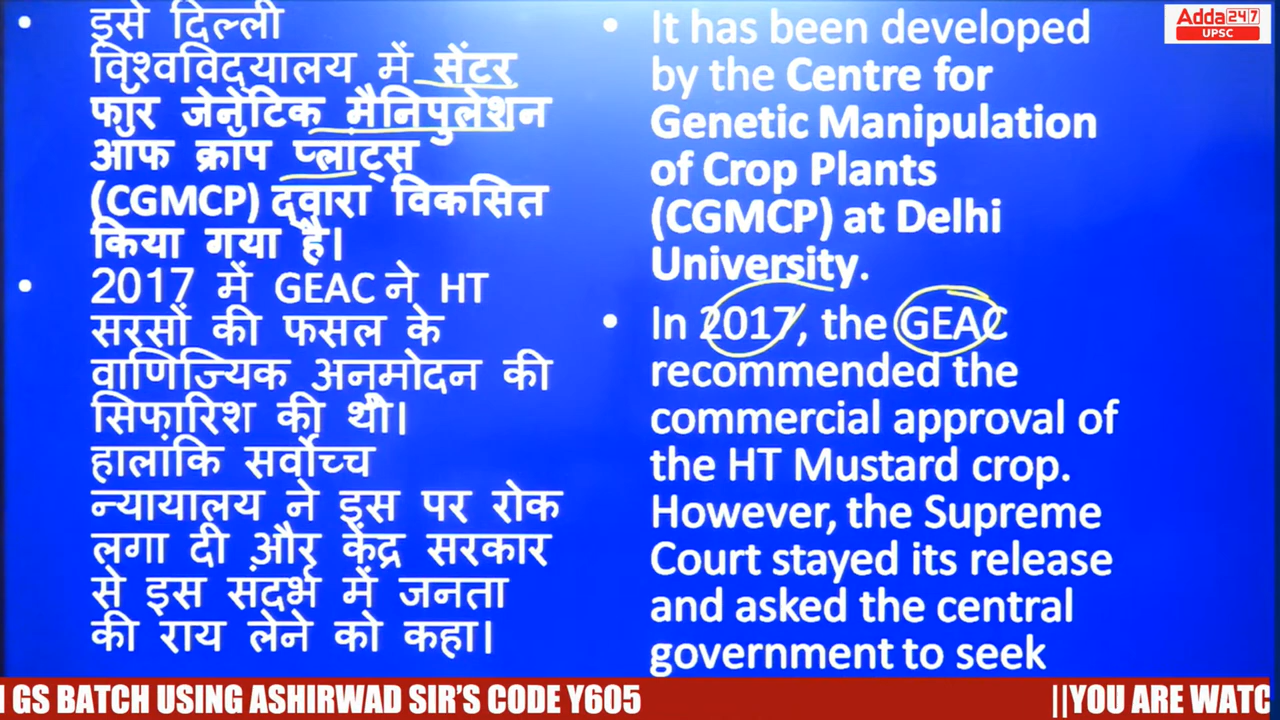 • इसे दिल्ली
विश्वविद्यालय में सेंटर
फॉर जेनेटिक मैनिपुलेशन
ऑफ क्रॉप प्लांट्स
(CGMCP) द्वारा विकसित
किया गया है।
• 2017 में GEAC ने HT
सरसों की फसल के
वाणिज्यिक अनुमोदन की
सिफारिश की थी।
हालांकि सर्वोच्च
न्यायालय ने इस पर रोक
लगा दी और केंद्र सरकार
से इस संदर्भ में जनता
की राय लेने को कहा।
• It has been developed
by the Centre for
Genetic Manipulation
of Crop Plants
(CGMCP) at Delhi
University.
• In 2017, the GEAC
recommended the
commercial approval of
the HT Mustard crop.
However, the Supreme
Court stayed its release
and asked the central
government to seek
Adda247
UPSC
GS BATCH USING ASHIRWAD SIR'S CODE Y605
||YOU ARE WATC